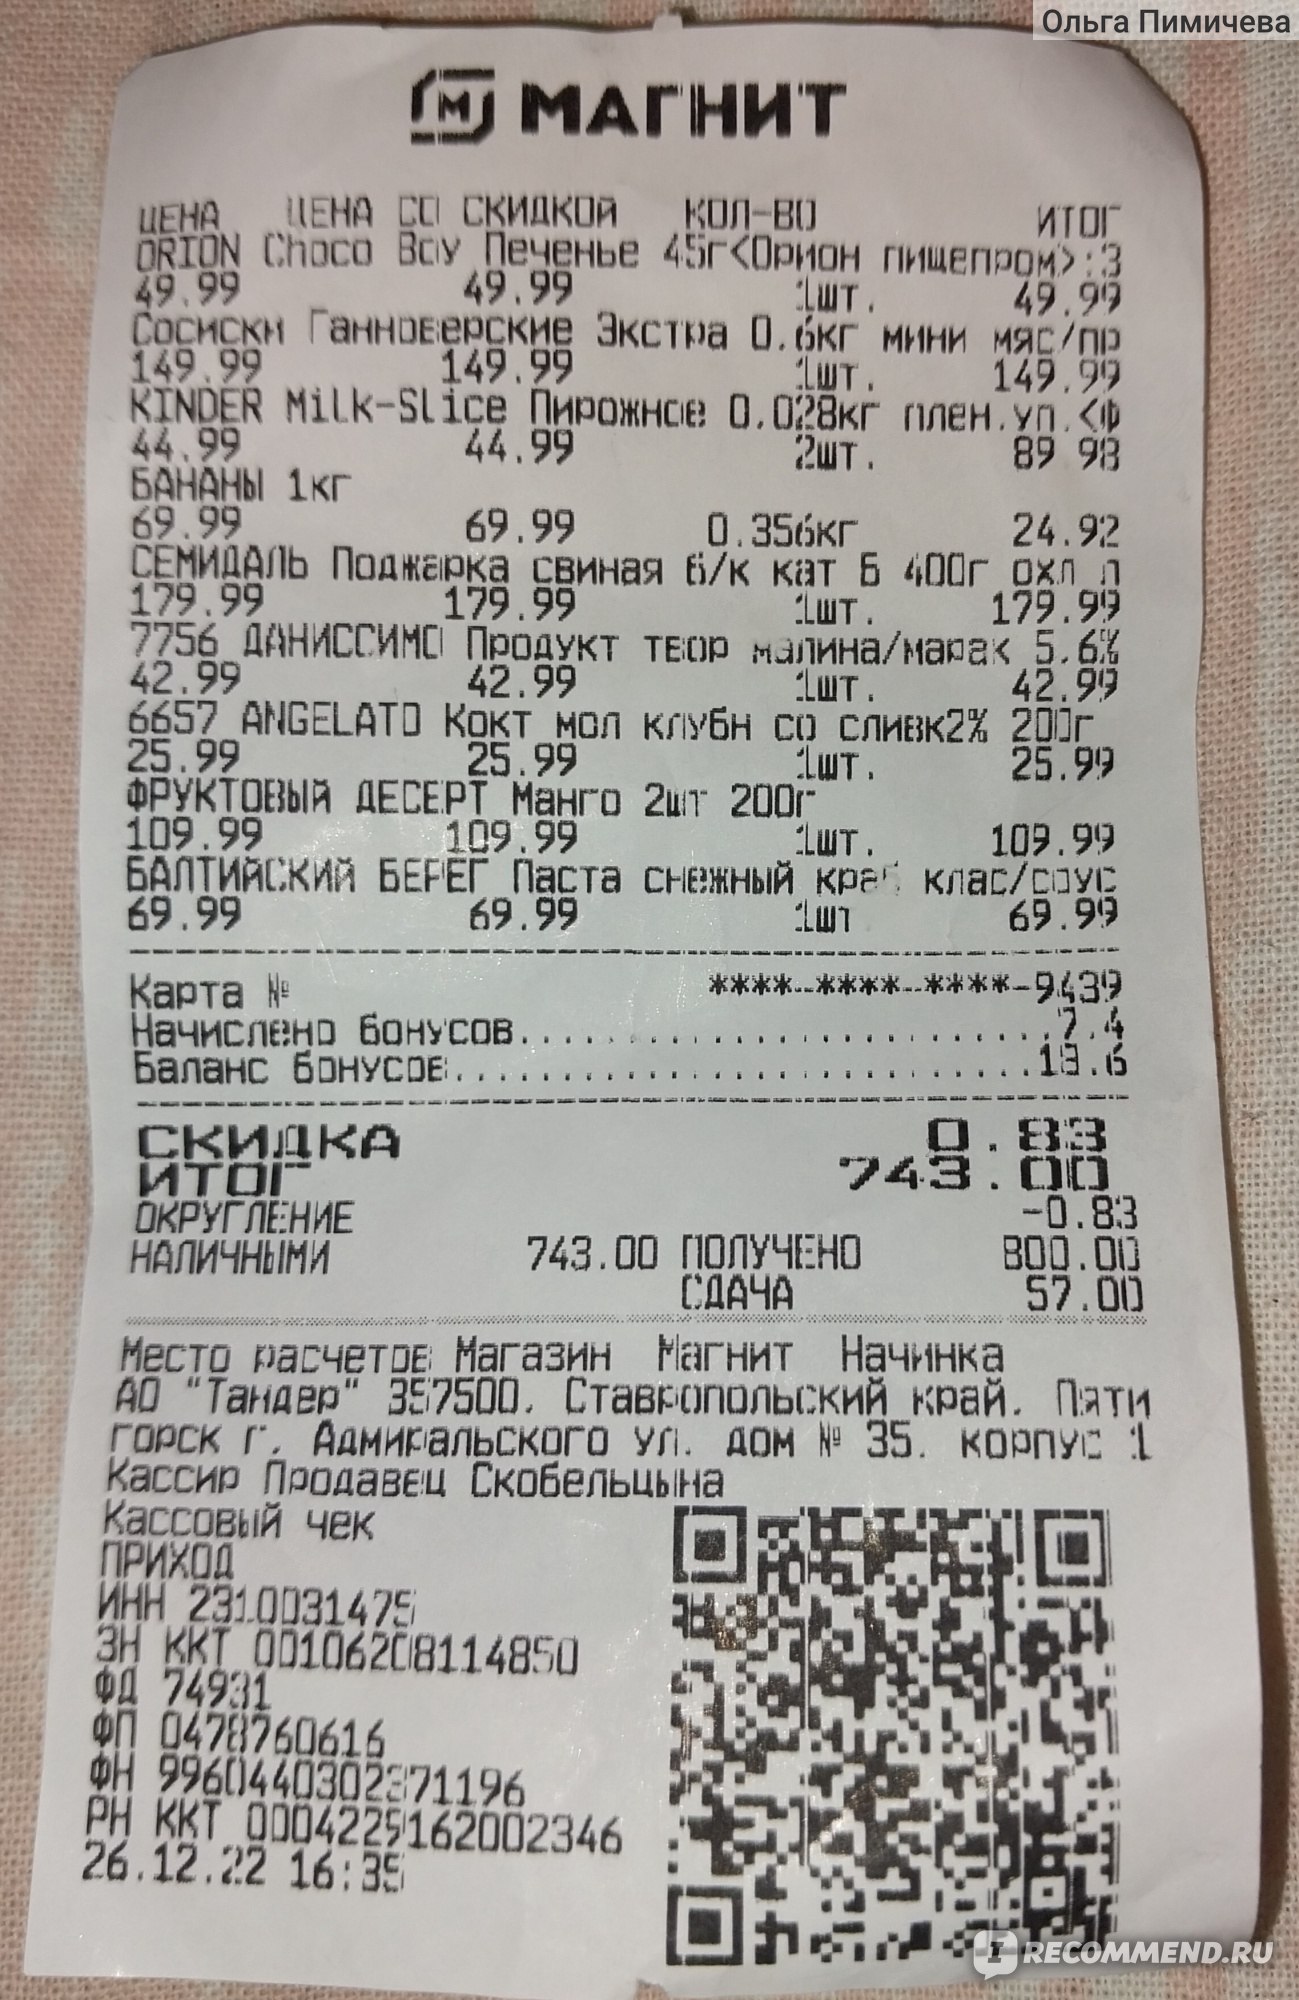 Ольга Пимичева
МАГНИТ
ЦЕНА ЦЕНА СО СКИДКОЙ КОЛ-ВО ИТОГ
ORION Choco Boy Печенье 45г<Орион пищепром>:3
49.99 49.99 1шт. 49.99
Сосиски Ганноверские Экстра 0.6кг мини мяс/пр
149.99 149.99 1шт. 149.99
KINDER Milk-Slice Пирожное 0.028кг плен.уп.<Ф
44.99 44.99 2шт. 89 98
БАНАНЫ 1кг
69.99 69.99 0.356кг 24.92
СЕМИДАЛЬ Поджарка свиная б/к кат Б 400г охл л
179.99 179.99 1шт. 179.99
7756 ДАНИССИМО Продукт твор малина/марак 5.6%
42.99 42.99 1шт. 42.99
6657 ANGELATO Кокт мол клубн со сливк2% 200г
25.99 25.99 1шт. 25.99
ФРУКТОВЫЙ ДЕСЕРТ Манго 2шт 200г
109.99 109.99 1шт. 109.99
БАЛТИЙСКИЙ БЕРЕГ Паста снежный краб клас/соус
69.99 69.99 1шт 69.99
Карта № ****-****-****-9439
Начислено бонусов............................7.4
Баланс бонусов:.............................18.6
СКИДКА 0.83
ИТОГ 743.00
ОКРУГЛЕНИЕ -0.83
НАЛИЧНЫМИ 743.00 ПОЛУЧЕНО 800.00
СДАЧА 57.00
Место расчетов Магазин Магнит Начинка
АО "Тандер" 357500, Ставропольский край, Пяти
горск г, Адмиральского ул, дом № 35, корпус 1
Кассир Продавец Скобельцына
Кассовый чек
ПРИХОД
ИНН 2310031475
ЗН ККТ 00106208114850
ФД 74931
ФП 0478760616
ФН 9960440302371196
РН ККТ 0004225162002346
26.12.22 16:35
IRECOMMEND.RU